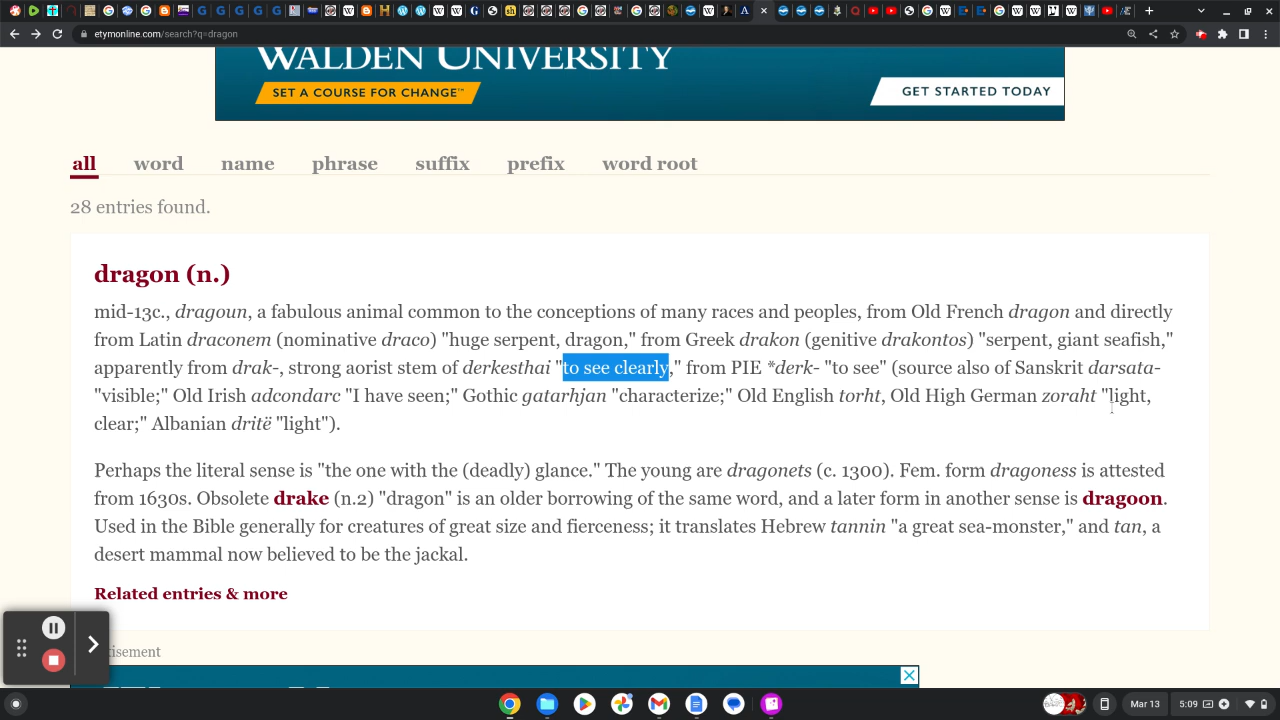 etymonline.com/search?q=dragon
WALDEN UNIVERSITY
SET A COURSE FOR CHANGE™
GET STARTED TODAY
all word name phrase suffix prefix word root
28 entries found.
dragon (n.)
mid-13c., dragoun, a fabulous animal common to the conceptions of many races and peoples, from Old French dragon and directly
from Latin draconem (nominative draco) "huge serpent, dragon," from Greek drakon (genitive drakontos) "serpent, giant seafish,"
apparently from drak-, strong aorist stem of derkesthai "to see clearly," from PIE *derk- "to see" (source also of Sanskrit darsata-
"visible;" Old Irish adcondarc "I have seen;" Gothic gatarhjan "characterize;" Old English torht, Old High German zoraht "light,
clear;" Albanian dritë "light").
Perhaps the literal sense is "the one with the (deadly) glance." The young are dragonets (c. 1300). Fem. form dragoness is attested
from 1630s. Obsolete drake (n.2) "dragon" is an older borrowing of the same word, and a later form in another sense is dragoon.
Used in the Bible generally for creatures of great size and fierceness; it translates Hebrew tannin "a great sea-monster," and tan, a
desert mammal now believed to be the jackal.
Related entries & more
isement
Mar 13 5:09